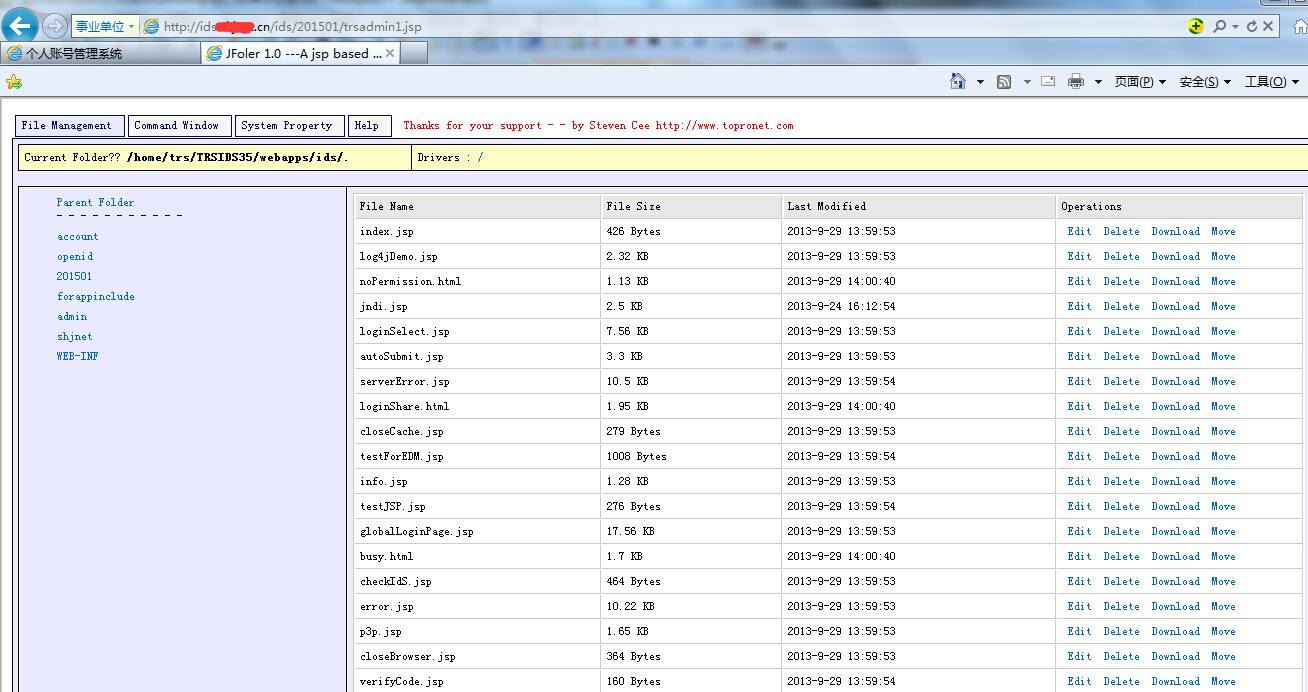 事业单位 http://ids.cn/ids/201501/trsadmin1.jsp
个人账号管理系统 JFoler 1.0 ---A jsp based ...
页面(P) 安全(S) 工具(O)
File Management Command Window System Property Help Thanks for your support - - by Steven Cee http://www.topronet.com
Current Folder?? /home/trs/TRSIDS35/webapps/ids/. Drivers : /
Parent Folder
- - - - - - - - - - -
account
openid
201501
forappinclude
admin
shjnet
WEB-INF
File Name File Size Last Modified Operations
index.jsp 426 Bytes 2013-9-29 13:59:53 Edit Delete Download Move
log4jDemo.jsp 2.32 KB 2013-9-29 13:59:53 Edit Delete Download Move
noPermission.html 1.13 KB 2013-9-29 14:00:40 Edit Delete Download Move
jndi.jsp 2.5 KB 2013-9-24 16:12:54 Edit Delete Download Move
loginSelect.jsp 7.56 KB 2013-9-29 13:59:53 Edit Delete Download Move
autoSubmit.jsp 3.3 KB 2013-9-29 13:59:53 Edit Delete Download Move
serverError.jsp 10.5 KB 2013-9-29 13:59:54 Edit Delete Download Move
loginShare.html 1.95 KB 2013-9-29 14:00:40 Edit Delete Download Move
closeCache.jsp 279 Bytes 2013-9-29 13:59:53 Edit Delete Download Move
testForEDM.jsp 1008 Bytes 2013-9-29 13:59:54 Edit Delete Download Move
info.jsp 1.28 KB 2013-9-29 13:59:53 Edit Delete Download Move
testJSP.jsp 276 Bytes 2013-9-29 13:59:54 Edit Delete Download Move
globalLoginPage.jsp 17.56 KB 2013-9-29 13:59:53 Edit Delete Download Move
busy.html 1.7 KB 2013-9-29 14:00:40 Edit Delete Download Move
checkIdS.jsp 464 Bytes 2013-9-29 13:59:53 Edit Delete Download Move
error.jsp 10.22 KB 2013-9-29 13:59:53 Edit Delete Download Move
p3p.jsp 1.65 KB 2013-9-29 13:59:53 Edit Delete Download Move
closeBrowser.jsp 364 Bytes 2013-9-29 13:59:53 Edit Delete Download Move
verifyCode.jsp 160 Bytes 2013-9-29 13:59:54 Edit Delete Download Move